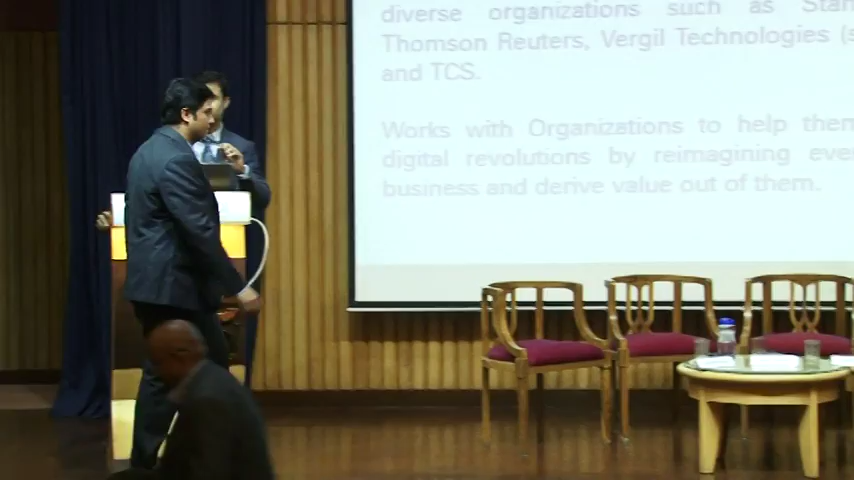 diverse organizations, such as
Thomson Reuters, Vergil Technologies
and TCS.
Works with Organizations to help
digital revolutions by reimagining
business and derive value out of them.